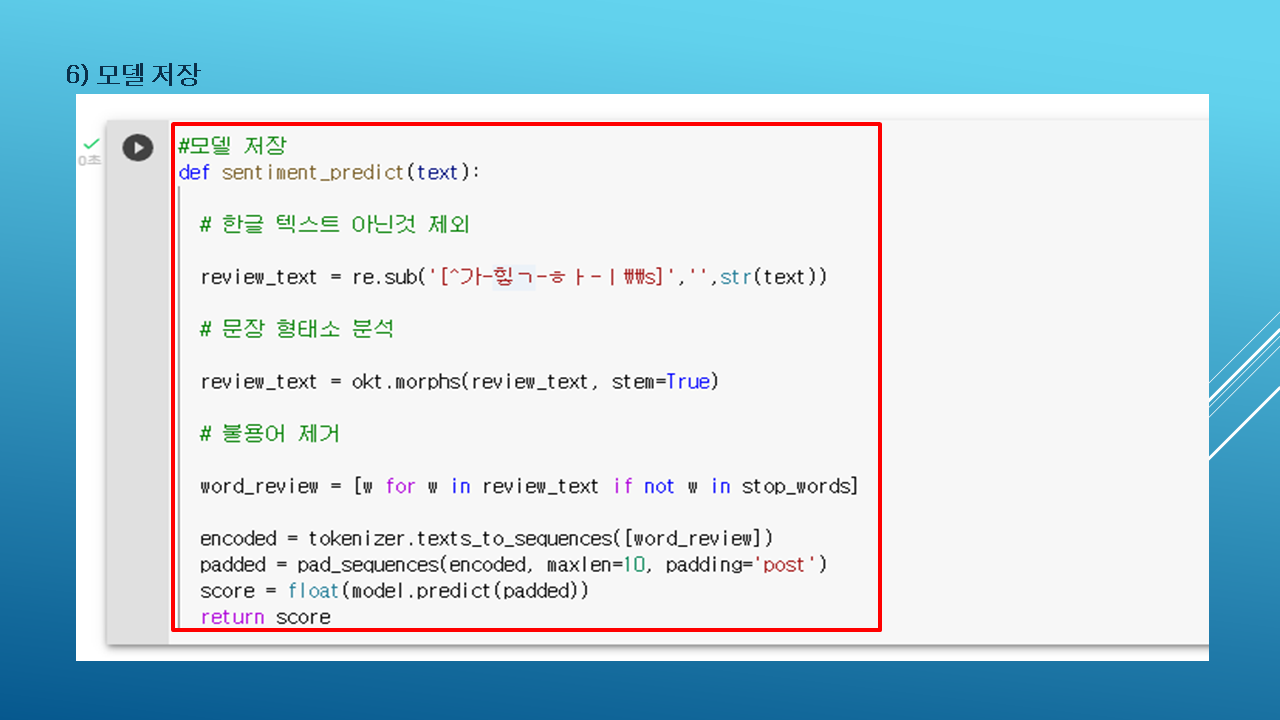 6) 모델 저장
0초
#모델 저장
def sentiment_predict(text):
# 한글 텍스트 아닌것 제외
review_text = re.sub('[^가-힣ㄱ-ㅎㅏ-ㅣ₩₩s]','',str(text))
# 문장 형태소 분석
review_text = okt.morphs(review_text, stem=True)
# 불용어 제거
word_review = [w for w in review_text if not w in stop_words]
encoded = tokenizer.texts_to_sequences([word_review])
padded = pad_sequences(encoded, maxlen=10, padding='post')
score = float(model.predict(padded))
return score